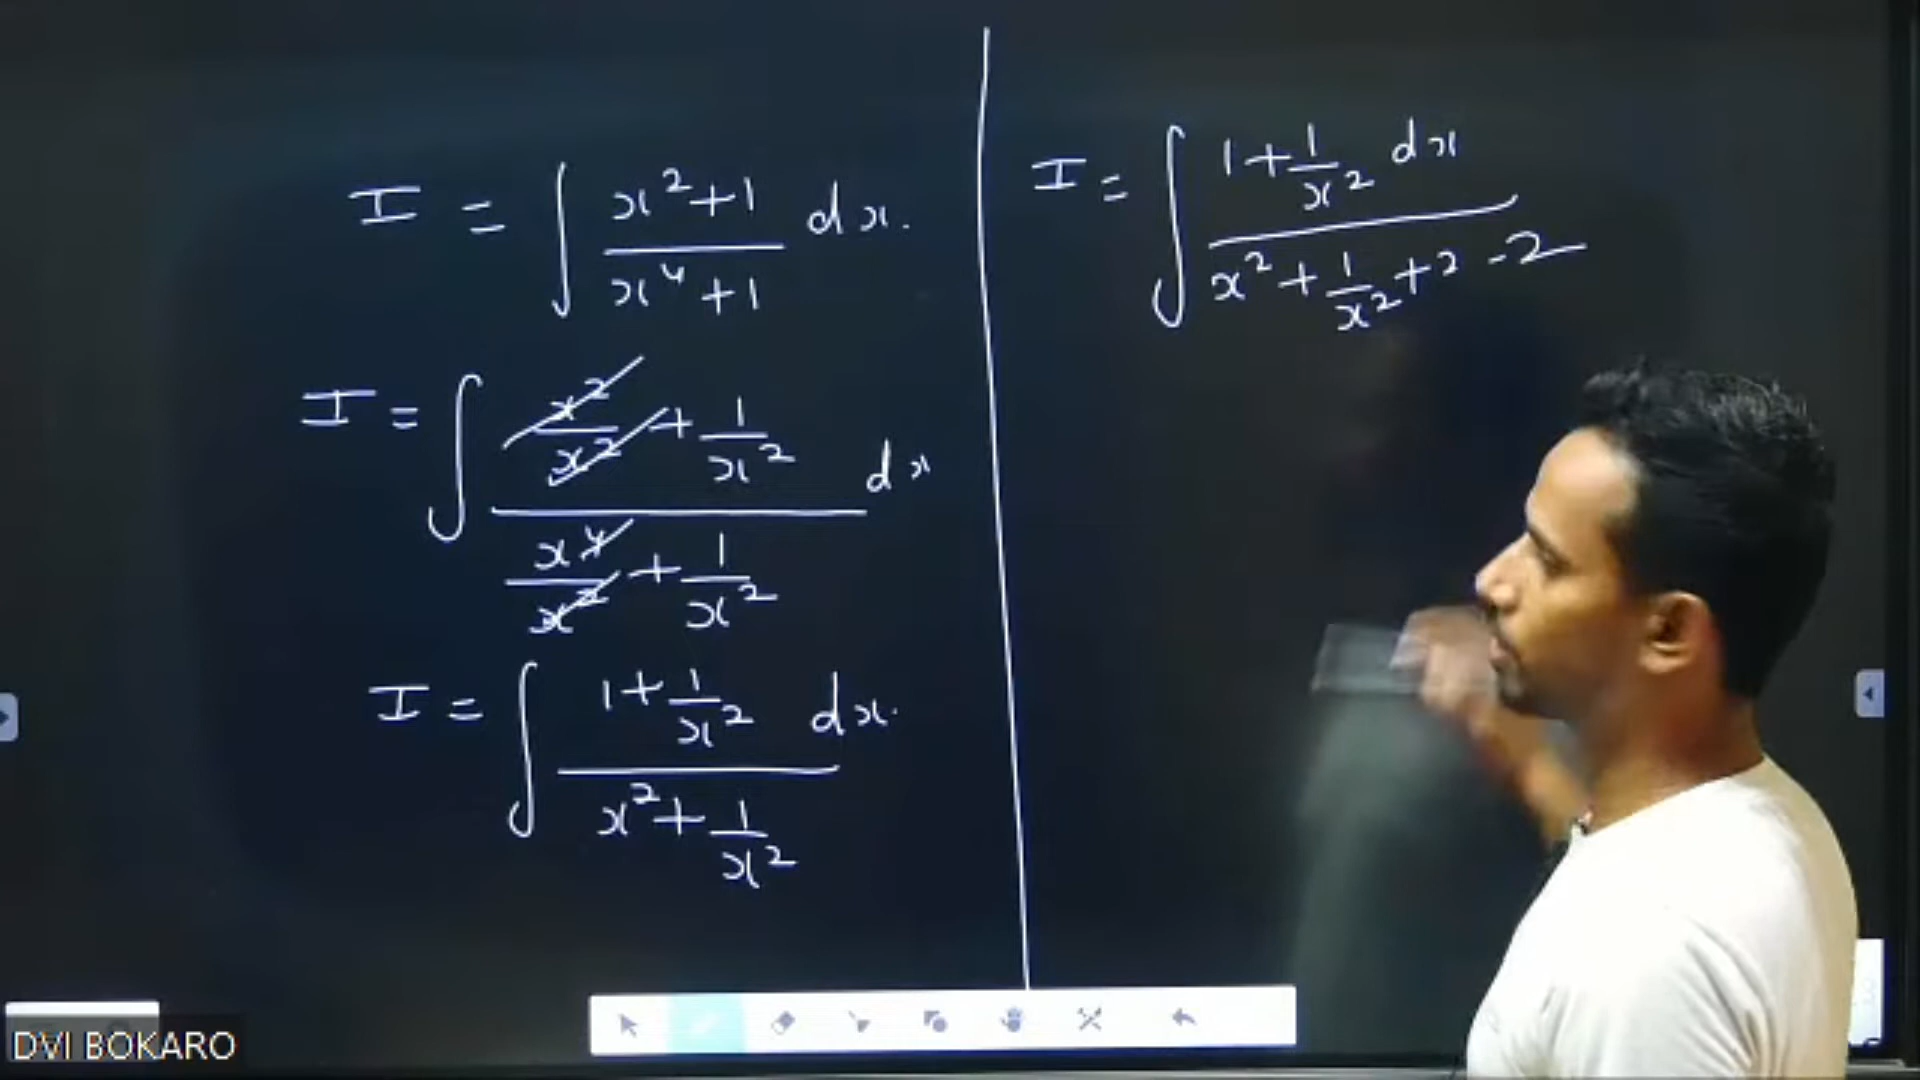 I = ∫ (x² + 1)/(x⁴ + 1) dx.
I = ∫ (x²/x² + 1/x²)/(x⁴/x² + 1/x²) dx
I = ∫ (1 + 1/x²)/(x² + 1/x²) dx.
I = ∫ (1 + 1/x² dx)/(x² + 1/x² + 2 - 2)
DVI BOKARO